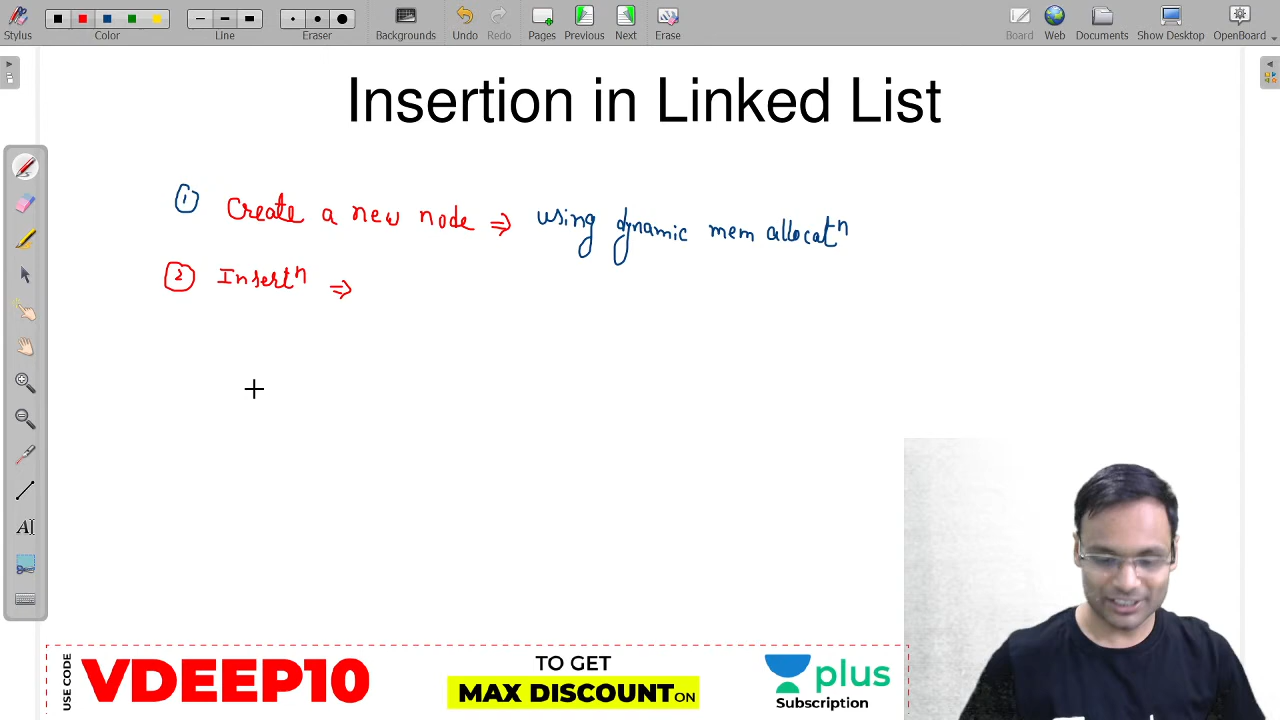 Stylus
Color
Line
Eraser
Backgrounds
Undo
Redo
Pages
Previous
Next
Erase
Board
Web
Documents
Show Desktop
OpenBoard
Insertion in Linked List
① Create a new node ⇒ using dynamic mem allocatⁿ
② Insertⁿ ⇒
AI
USE CODE
VDEEP10
TO GET
MAX DISCOUNT ON
plus
Subscription